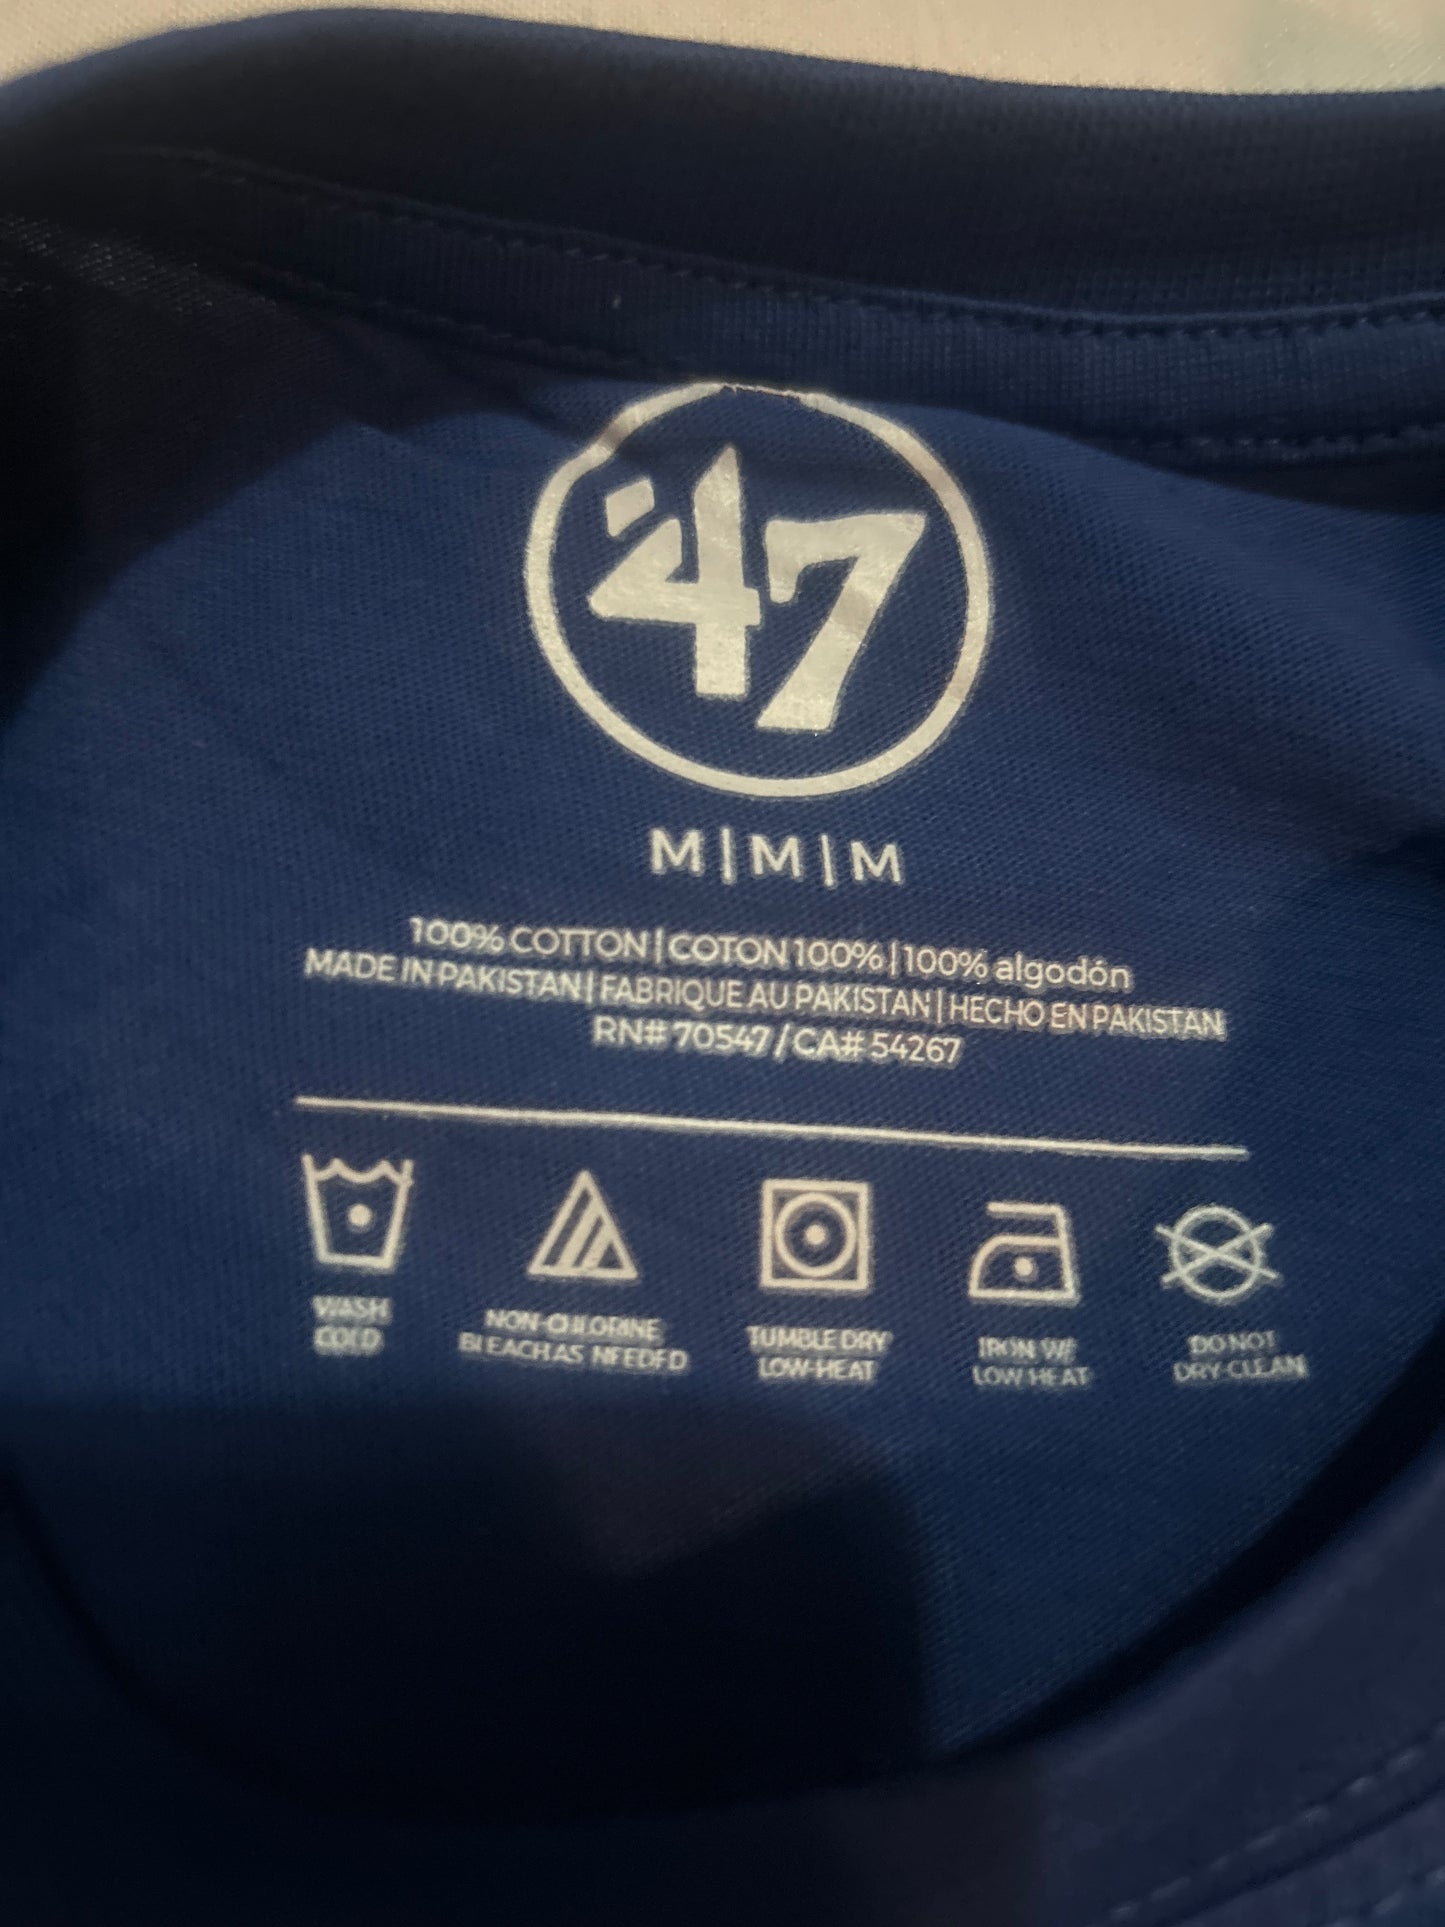 '47
M | M | M
100% COTTON | COTON 100% | 100% algodón
MADE IN PAKISTAN | FABRIQUE AU PAKISTAN | HECHO EN PAKISTAN
RN# 70547 / CA# 54267
WASH
COLD
NON-CHLORINE
BLEACH AS NEEDED
TUMBLE DRY
LOW-HEAT
IRON W/
LOW HEAT
DO NOT
DRY-CLEAN